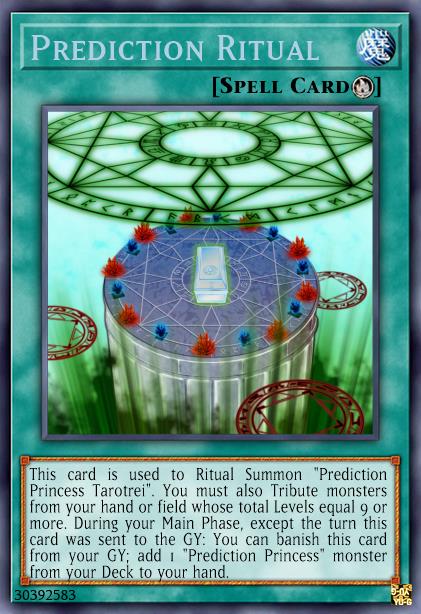 Prediction Ritual
魔
[Spell Card]
This card is used to Ritual Summon "Prediction
Princess Tarotrei". You must also Tribute monsters
from your hand or field whose total Levels equal 9 or
more. During your Main Phase, except the turn this
card was sent to the GY: You can banish this card
from your GY; add 1 "Prediction Princess" monster
from your Deck to your hand.
30392583